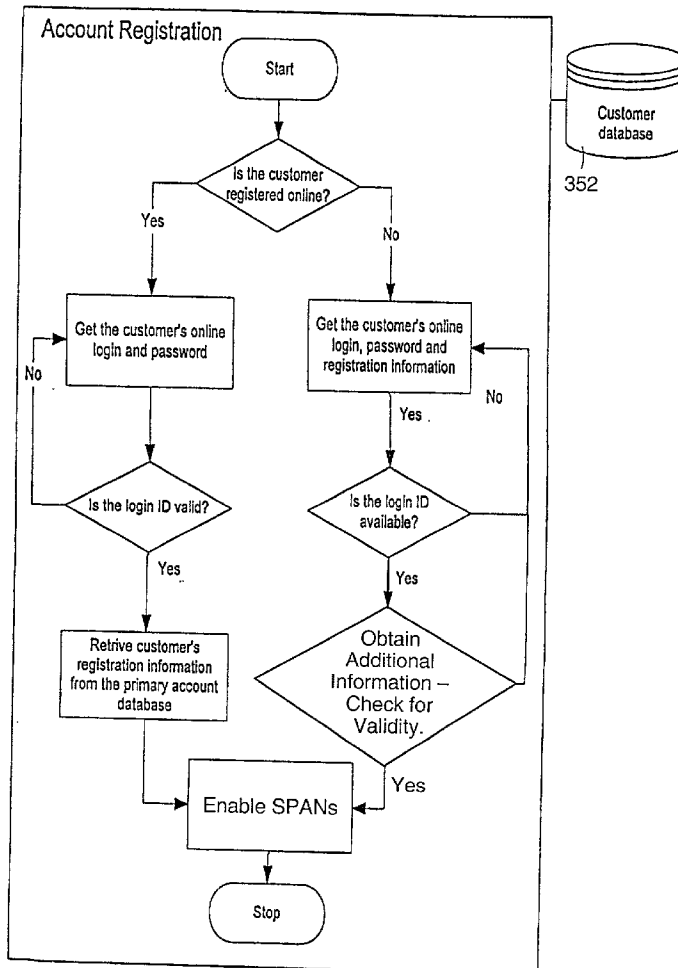 Account Registration
Start
Customer
database
352
Is the customer
registered online?
Yes
No
Get the customer's online
login and password
Get the customer's online
login, password and
registration information
No
No
Yes
Is the login ID valid?
Is the login ID
available?
Yes
Yes
Retrive customer's
registration information
from the primary account
database
Obtain
Additional
Information –
Check for
Validity.
Yes
Enable SPANs
Stop